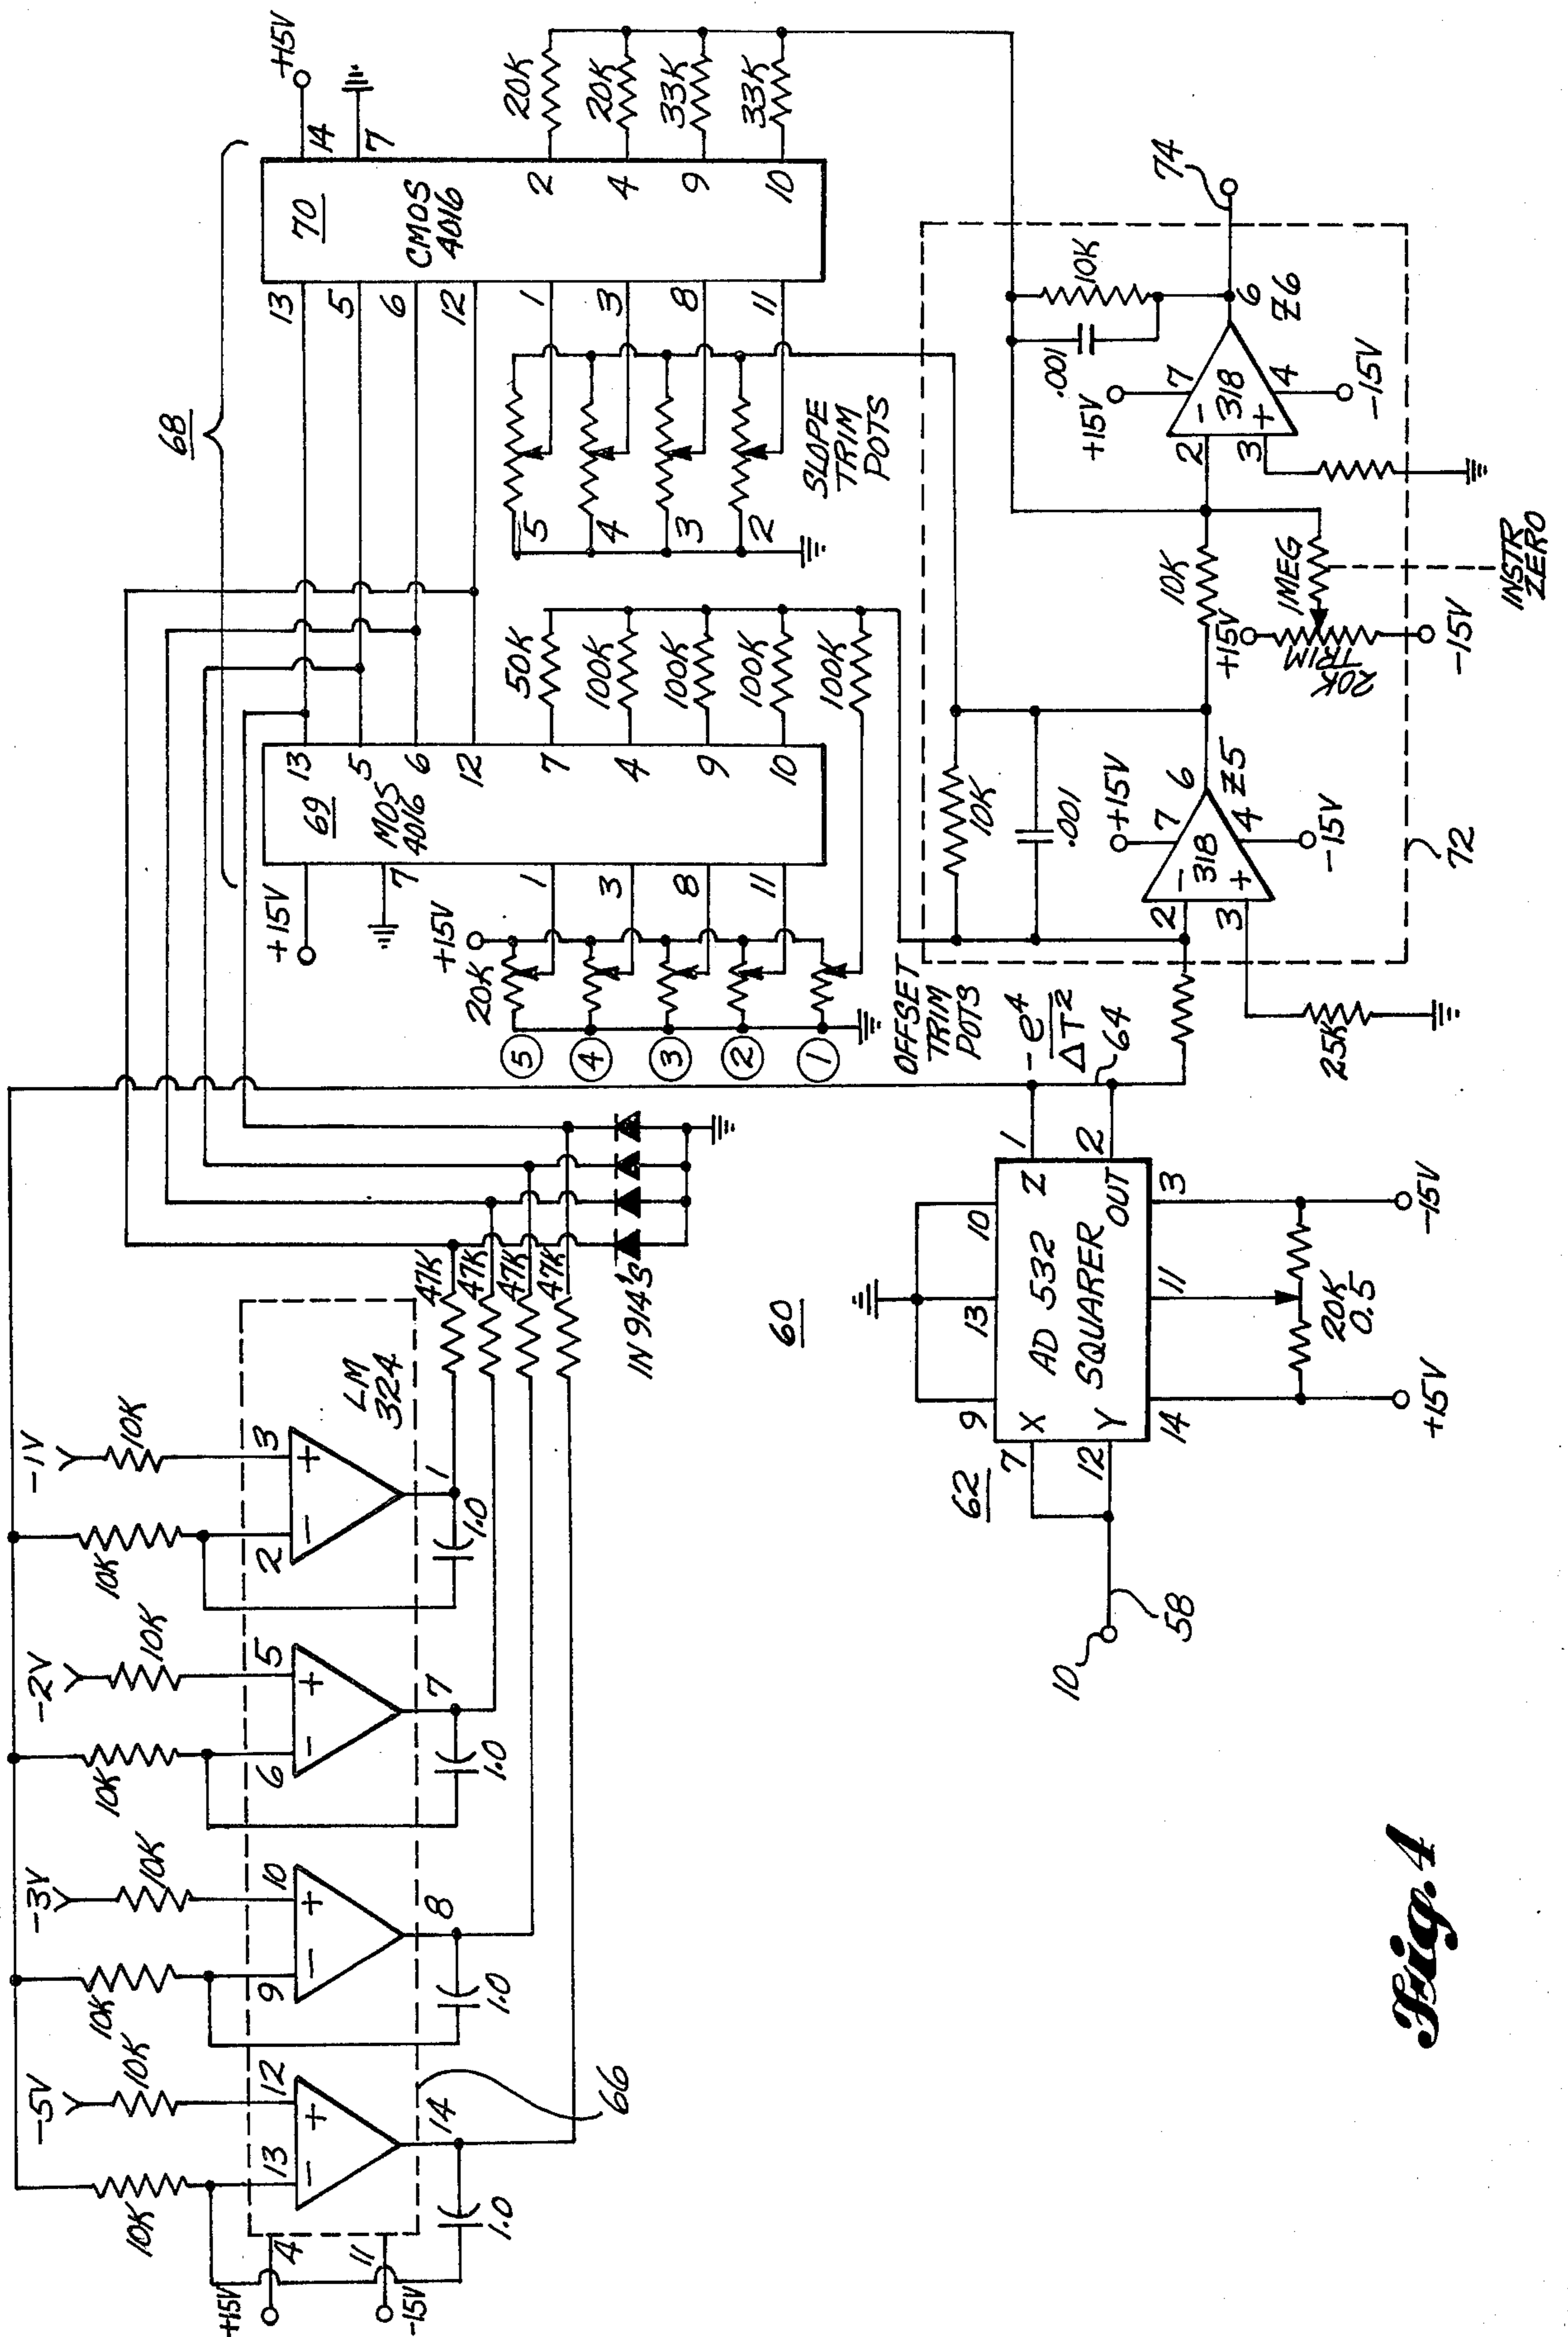 +15V
4
11
-15V
10K
-5V
10K
13
12
-
+
14
1.0
66
10K
-3V
10K
9
10
-
+
8
1.0
10K
-2V
10K
6
5
-
+
7
1.0
10K
-1V
10K
2
3
-
+
1
1.0
LM
324
47K
47K
47K
47K
IN914'S
68
+15V
7
69
MOS
4016
13
5
6
12
1
3
8
11
7
4
9
10
+15V
20K
5
4
3
2
1
OFFSET
TRIM
POTS
50K
100K
100K
100K
100K
70
CMOS
4016
13
5
6
12
1
3
8
11
14
7
2
4
9
10
+15V
5
4
3
2
SLOPE
TRIM
POTS
20K
20K
33K
33K
60
10
58
62
7
12
9
13
10
X
Y
AD 532
SQUARER
Z
OUT
1
2
14
11
3
+15V
20K
0.5
-15V
-e4
ΔT2
64
25K
2
3
-
+
318
7
+15V
4
-15V
6
Z5
10K
.001
72
10K
1MEG
+15V
20K
TRIM
-15V
INSTR
ZERO
2
3
-
+
318
7
+15V
4
-15V
6
Z6
.001
10K
74
Fig. 4